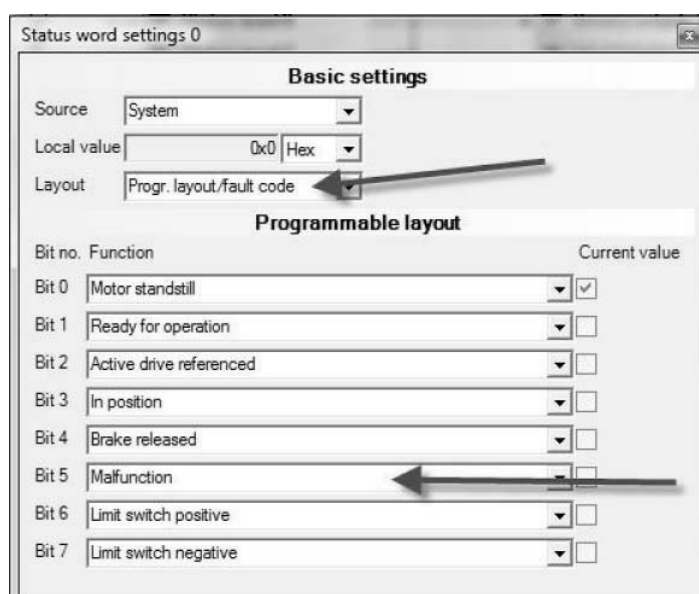 Status word settings 0
Basic settings
Source System
Local value 0x0 Hex
Layout Progr. layout/fault code
Programmable layout
Bit no. Function Current value
Bit 0 Motor standstill
Bit 1 Ready for operation
Bit 2 Active drive referenced
Bit 3 In position
Bit 4 Brake released
Bit 5 Malfunction
Bit 6 Limit switch positive
Bit 7 Limit switch negative